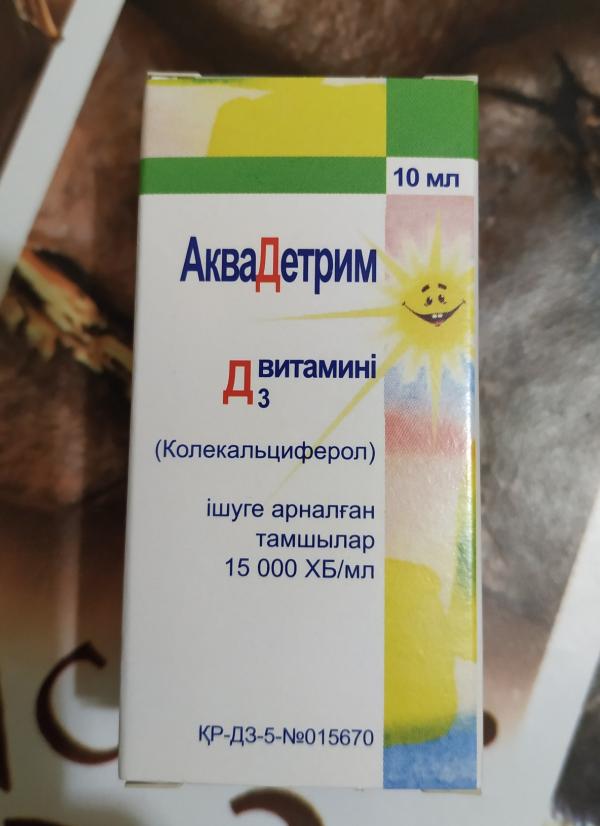 10 мл
АкваДетрим
Д3 витамині
(Колекальциферол)
ішуге арналған
тамшылар
15 000 ХБ/мл
ҚР-ДЗ-5-№015670